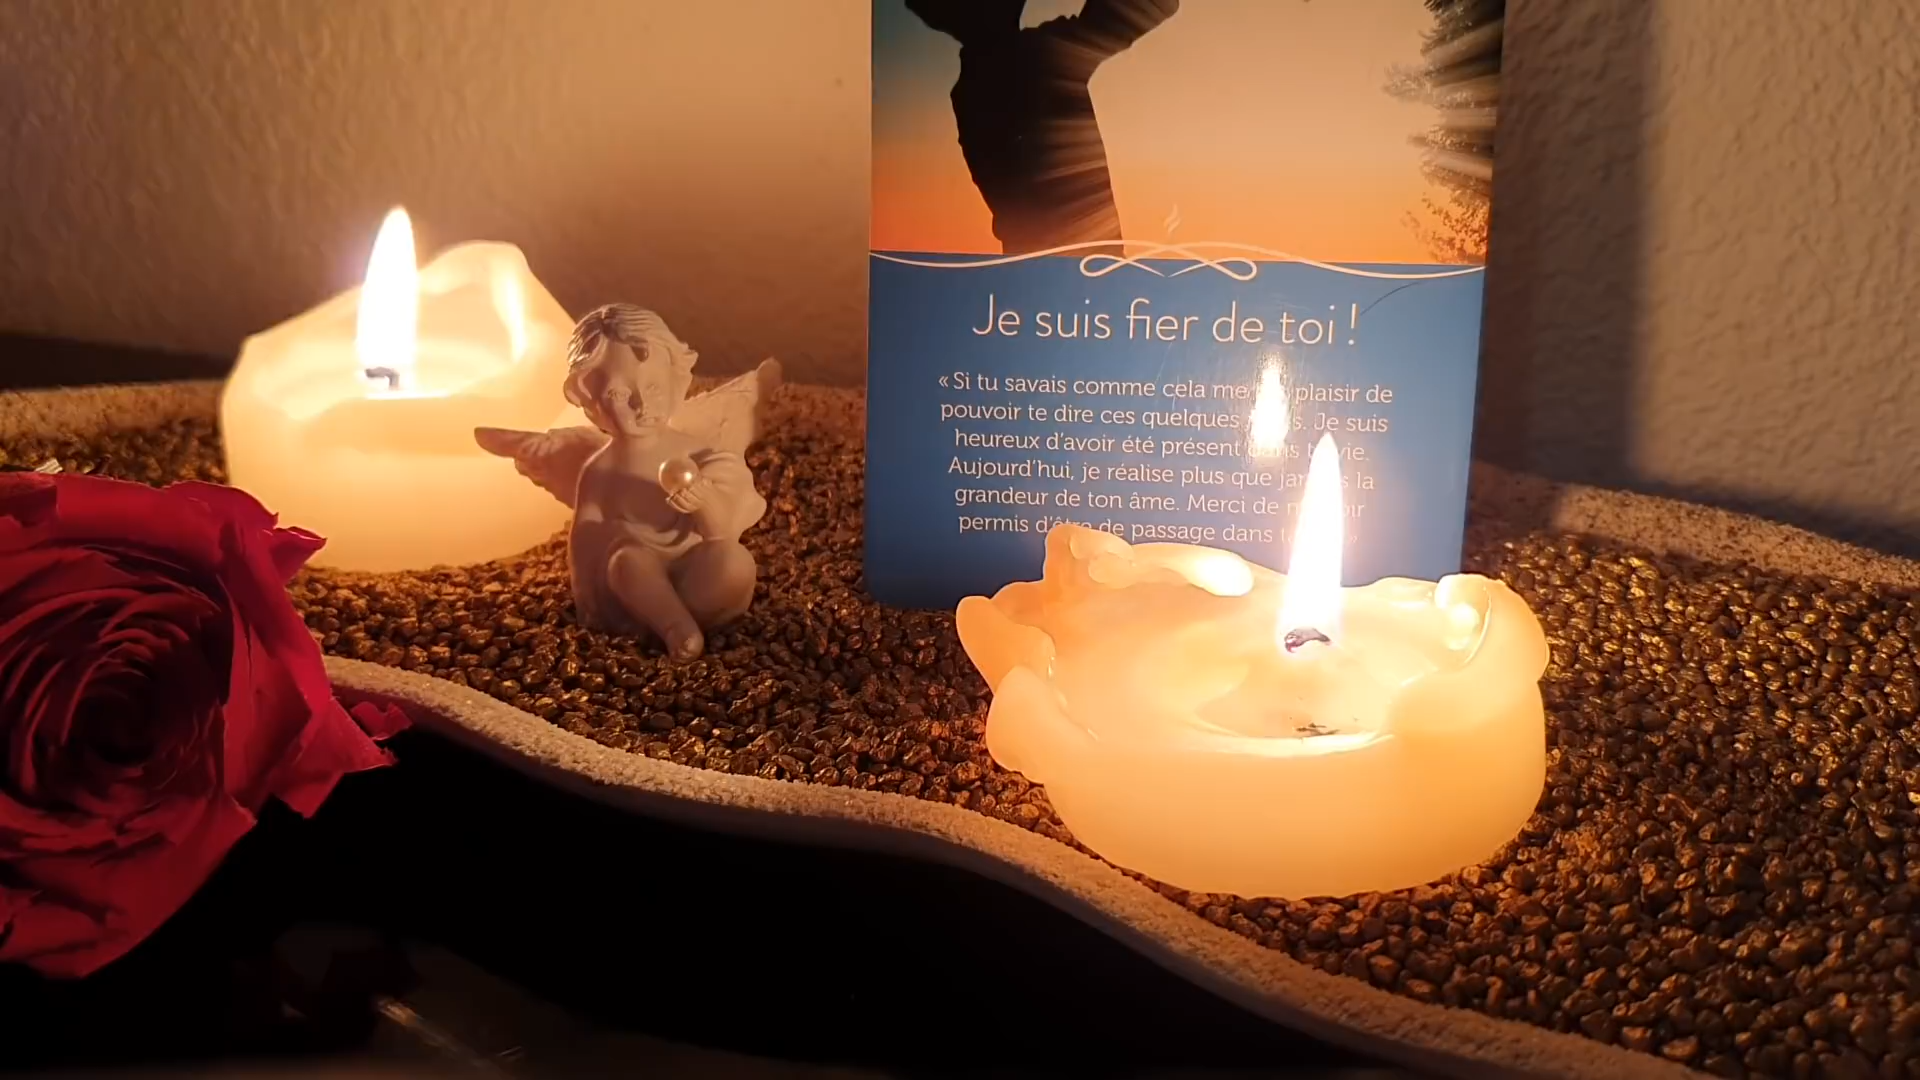 Je suis fier de toi !
« Si tu savais comme cela me plaisir de
pouvoir te dire ces quelques Je suis
heureux d'avoir été présent dans vie.
Aujourd'hui, je réalise plus que la
grandeur de ton âme. Merci de
permis d'être de passage dans »